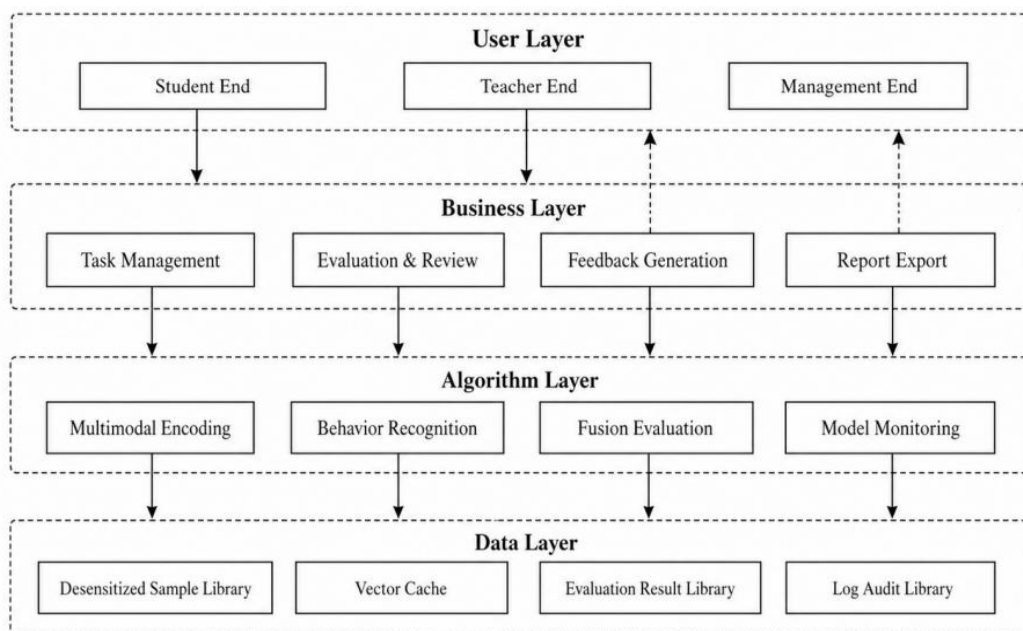 User Layer
Student End
Teacher End
Management End
Business Layer
Task Management
Evaluation & Review
Feedback Generation
Report Export
Algorithm Layer
Multimodal Encoding
Behavior Recognition
Fusion Evaluation
Model Monitoring
Data Layer
Desensitized Sample Library
Vector Cache
Evaluation Result Library
Log Audit Library